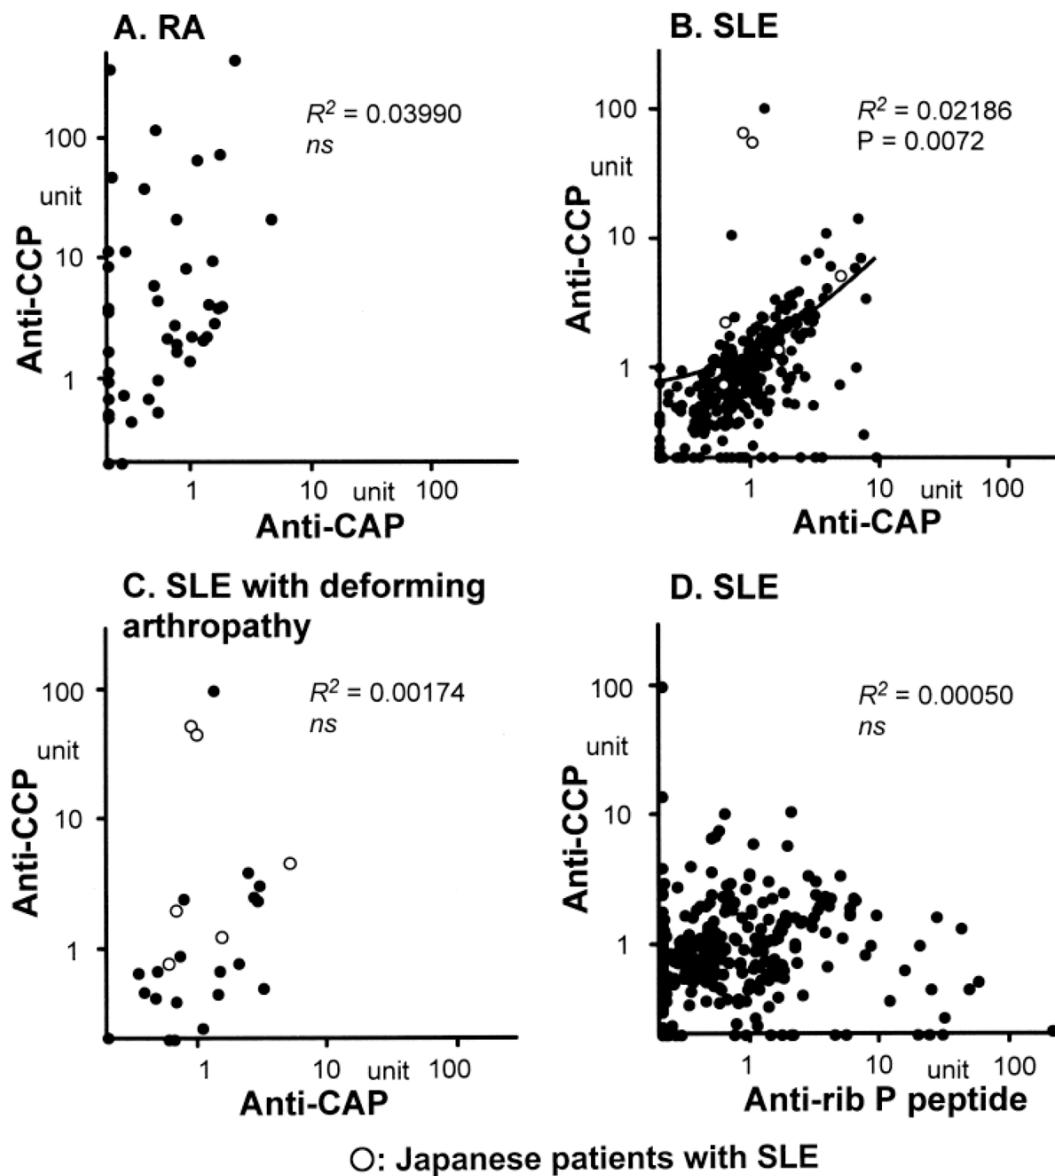 A. RA
R² = 0.03990
ns
100
unit
10
1
Anti-CCP
1
10
unit
100
Anti-CAP
B. SLE
R² = 0.02186
P = 0.0072
100
unit
10
1
Anti-CCP
1
10
unit
100
Anti-CAP
C. SLE with deforming
arthropathy
R² = 0.00174
ns
100
unit
10
1
Anti-CCP
1
10
unit
100
Anti-CAP
D. SLE
R² = 0.00050
ns
100
unit
10
1
Anti-CCP
1
10
unit
100
Anti-rib P peptide
O: Japanese patients with SLE